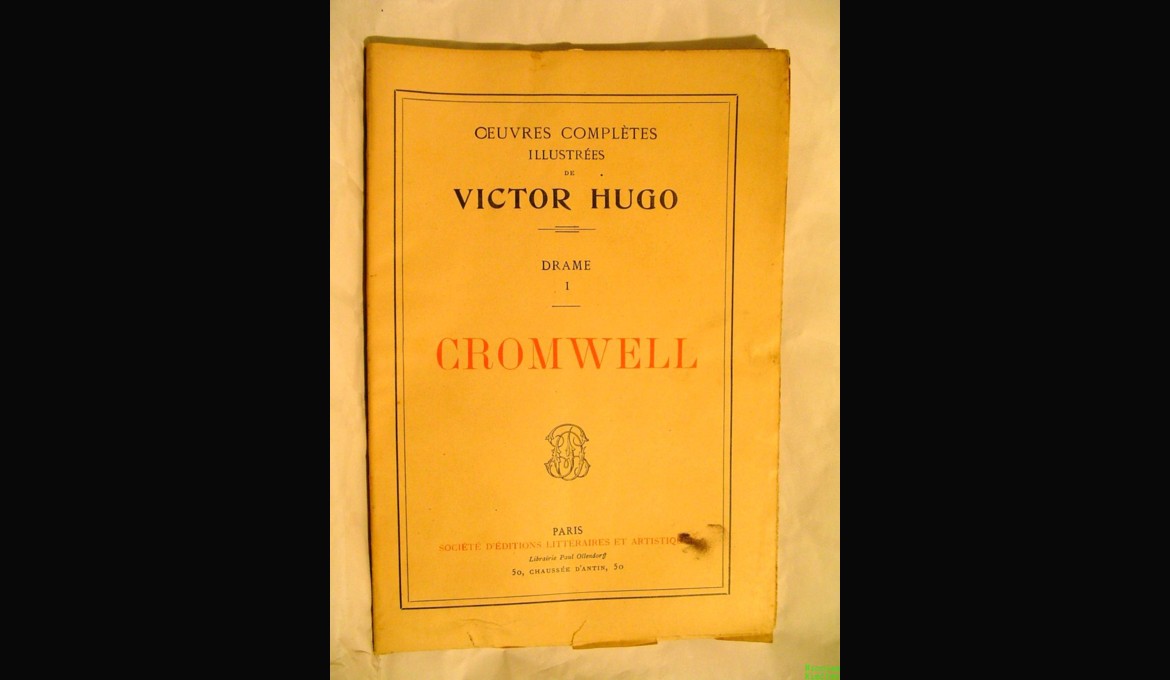 ŒUVRES COMPLÈTES
ILLUSTRÉES
DE
VICTOR HUGO
DRAME
I
CROMWELL
PARIS
SOCIÉTÉ D'ÉDITIONS LITTÉRAIRES ET
Librairie Paul Ollendorff
50, CHAUSSÉE D'ANTIN, 50